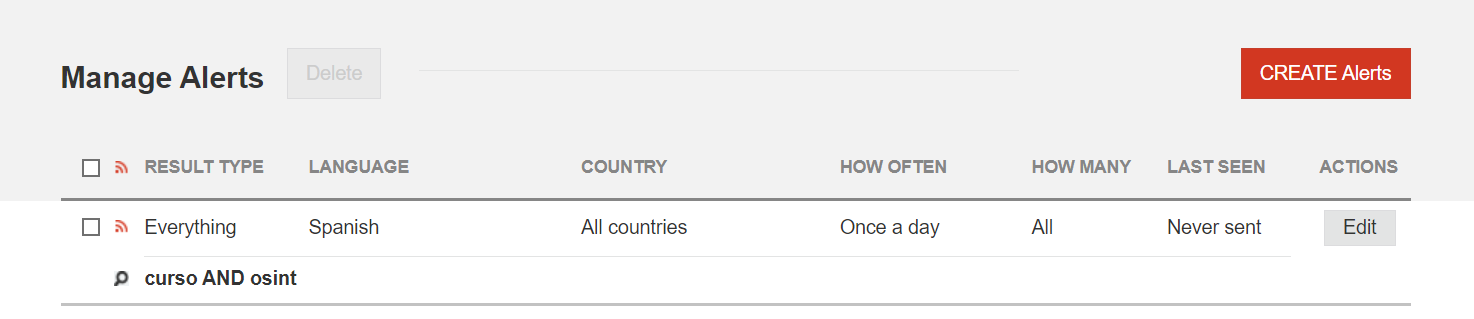 Manage Alerts Delete CREATE Alerts
RESULT TYPE LANGUAGE COUNTRY HOW OFTEN HOW MANY LAST SEEN ACTIONS
Everything Spanish All countries Once a day All Never sent Edit
curso AND osint